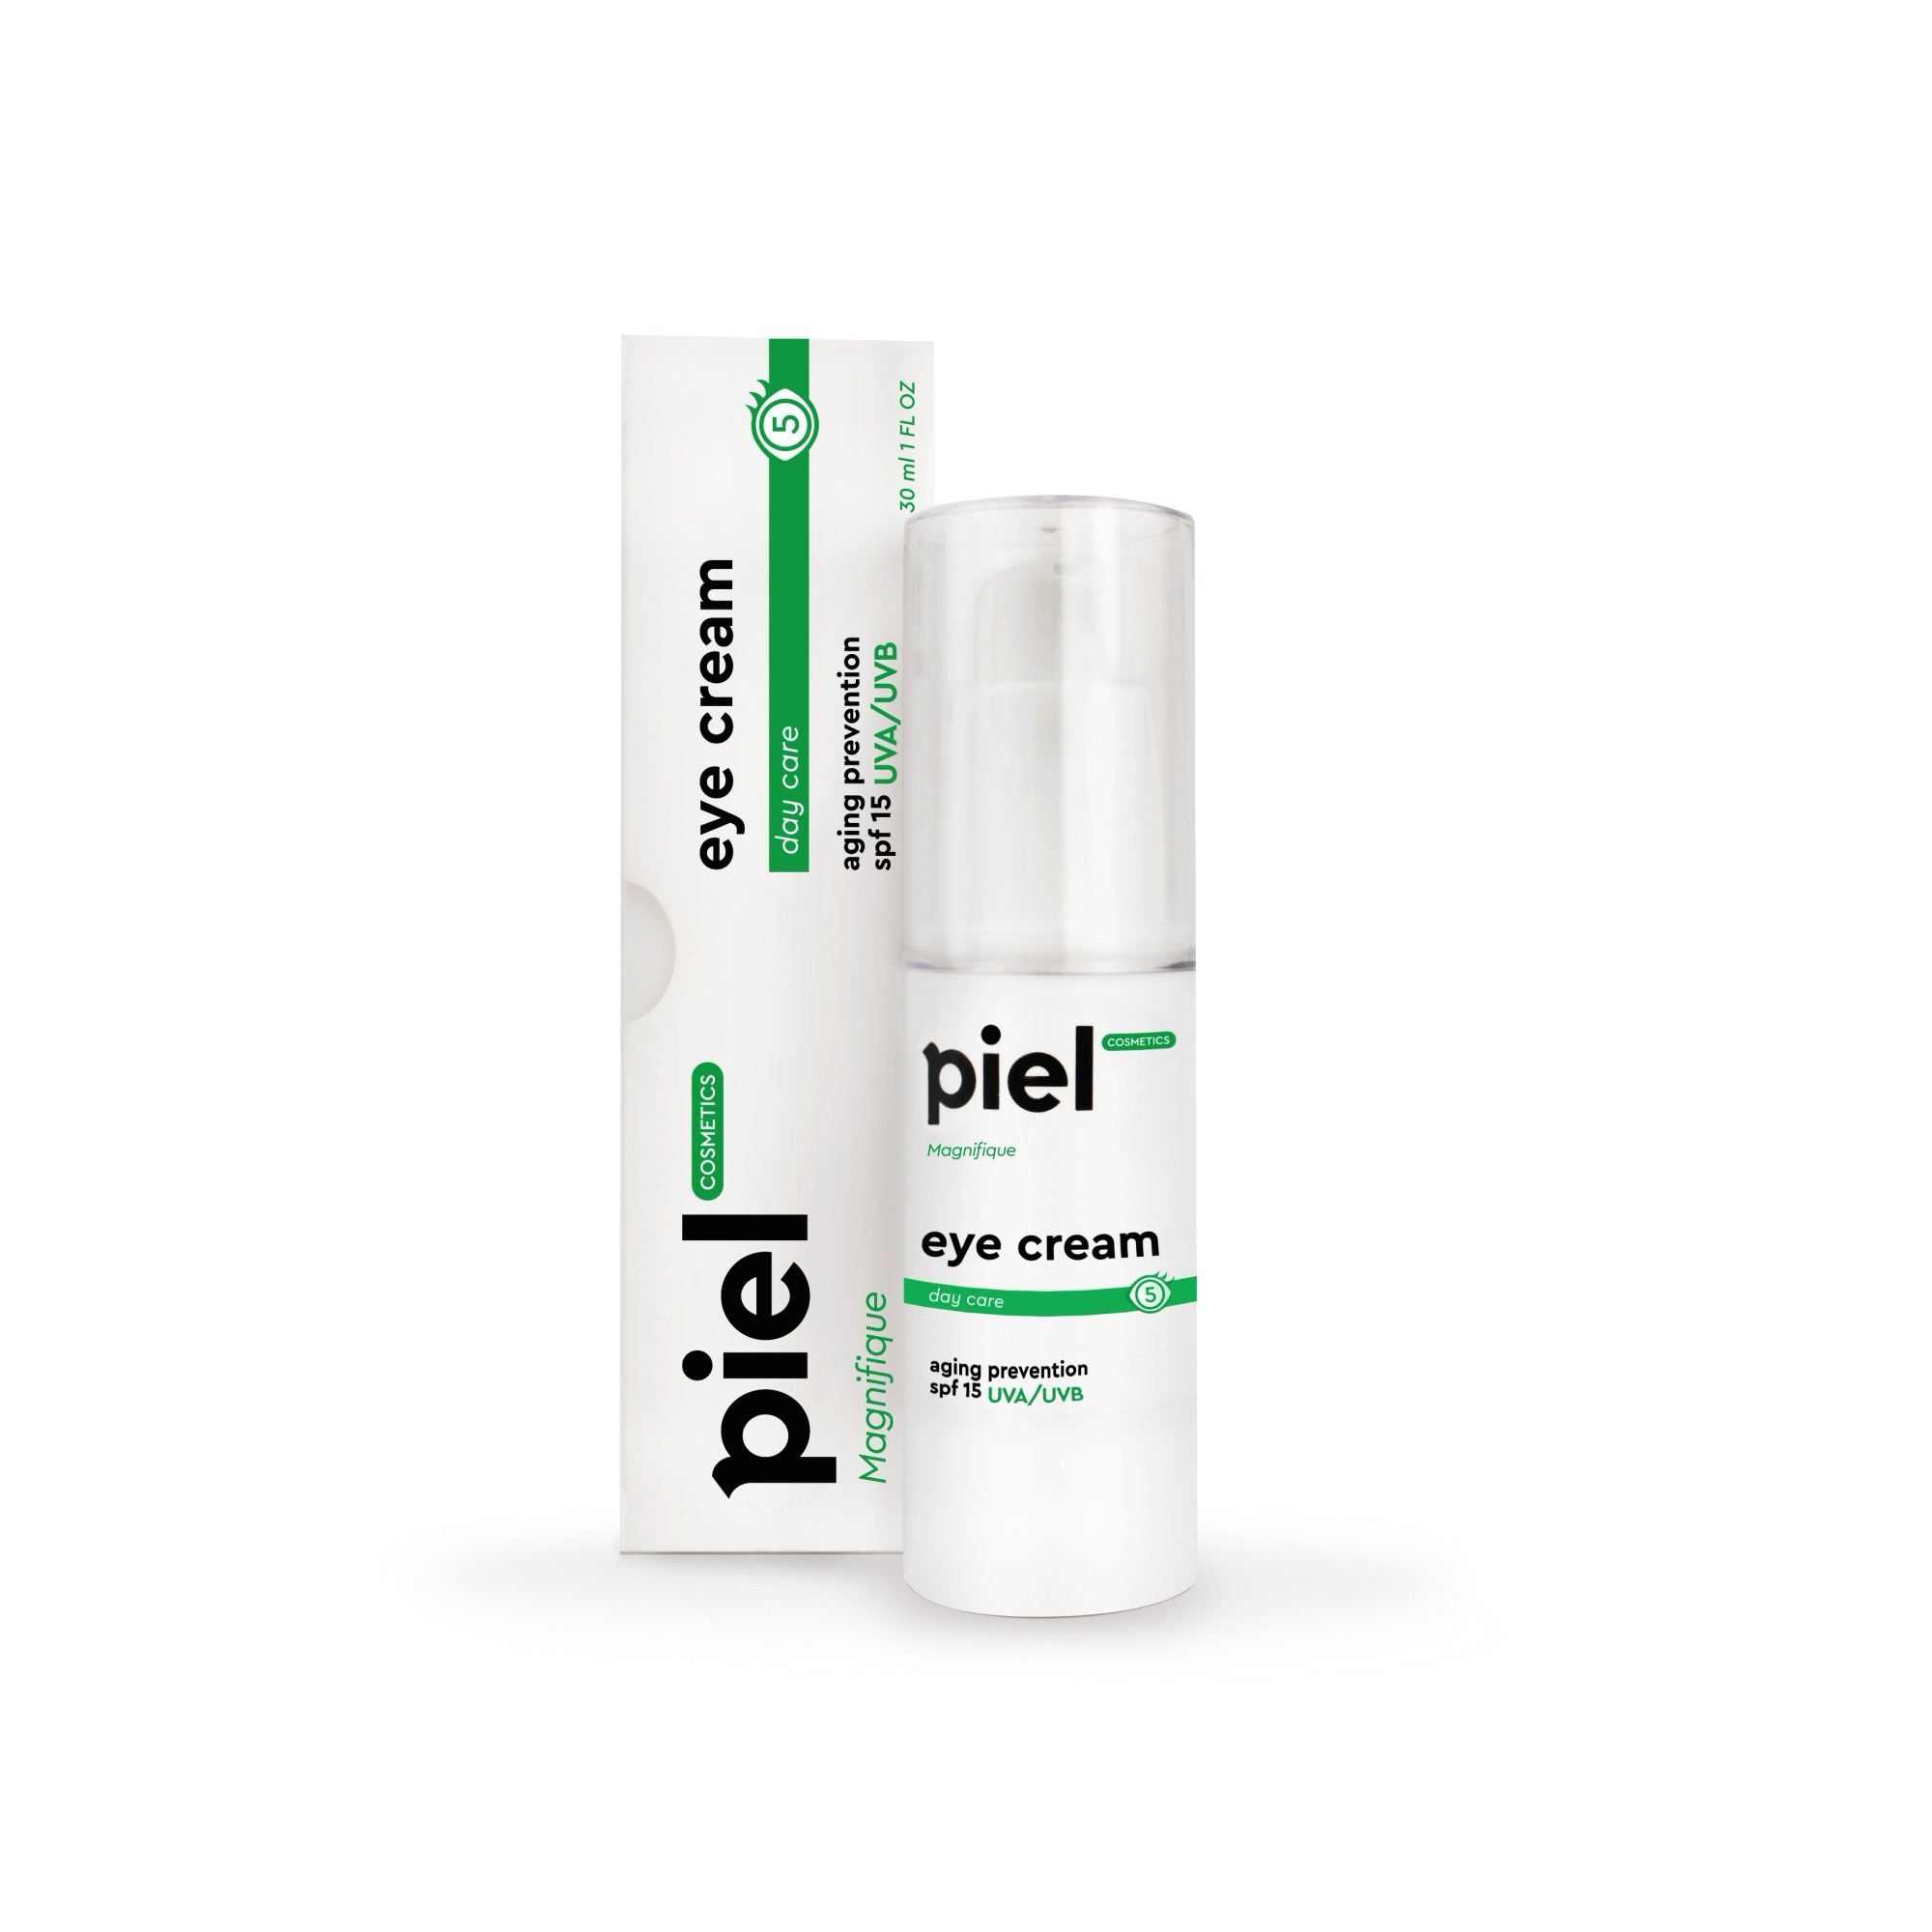 eye cream
5
day care
aging prevention
spf 15 UVA/UVB
30 ml 1 FL OZ
piel COSMETICS
Magnifique
piel COSMETICS
Magnifique
eye cream
day care 5
aging prevention
spf 15 UVA/UVB